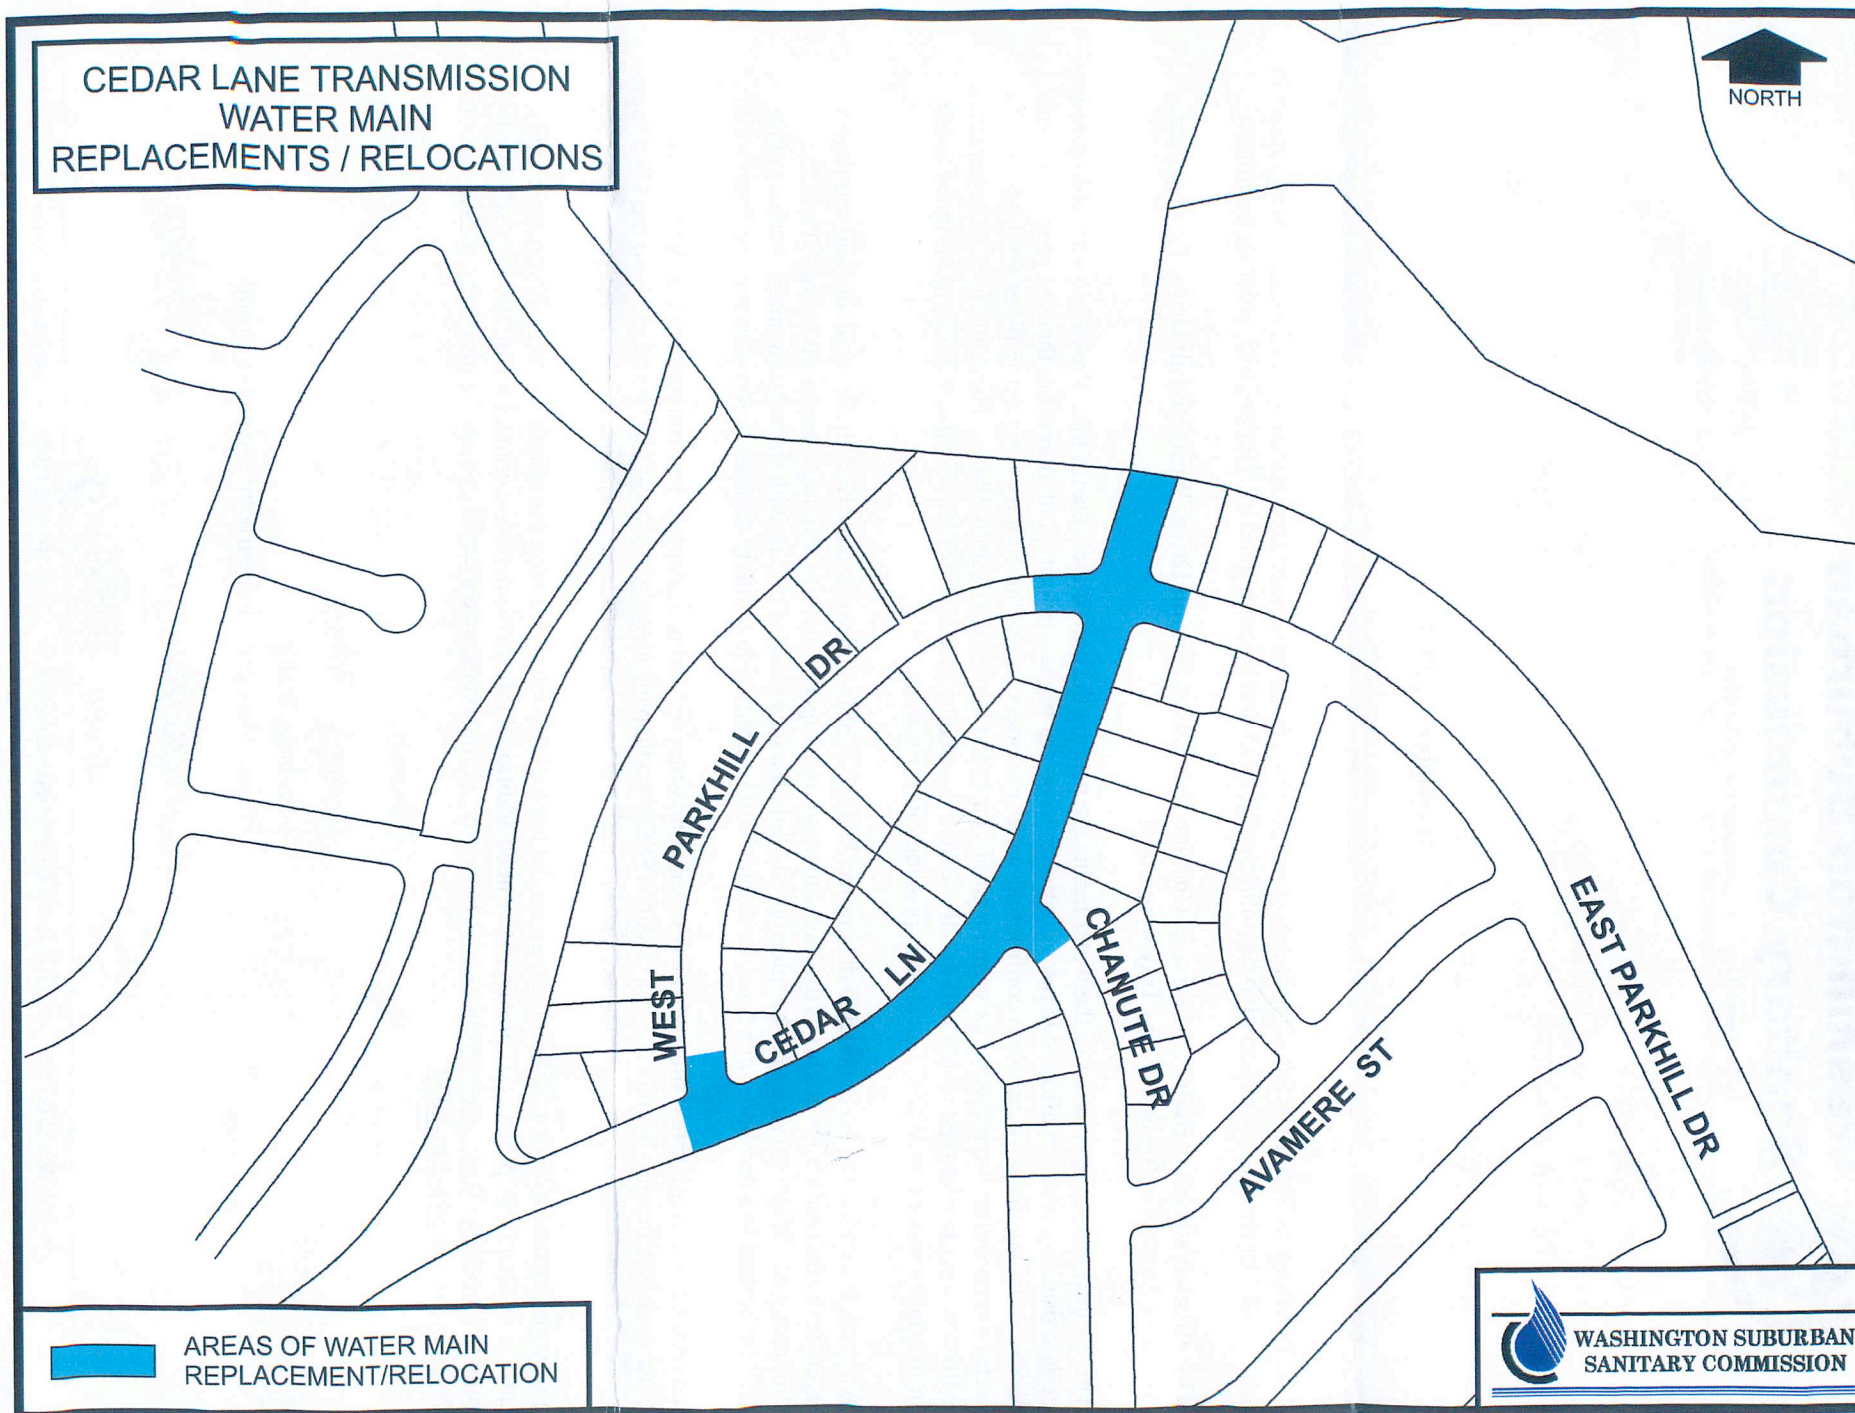 CEDAR LANE TRANSMISSION
WATER MAIN
REPLACEMENTS / RELOCATIONS
NORTH
PARKHILL DR
WEST
CEDAR LN
CHANUTE DR
AVAMERE ST
EAST PARKHILL DR
AREAS OF WATER MAIN
REPLACEMENT/RELOCATION
WASHINGTON SUBURBAN
SANITARY COMMISSION